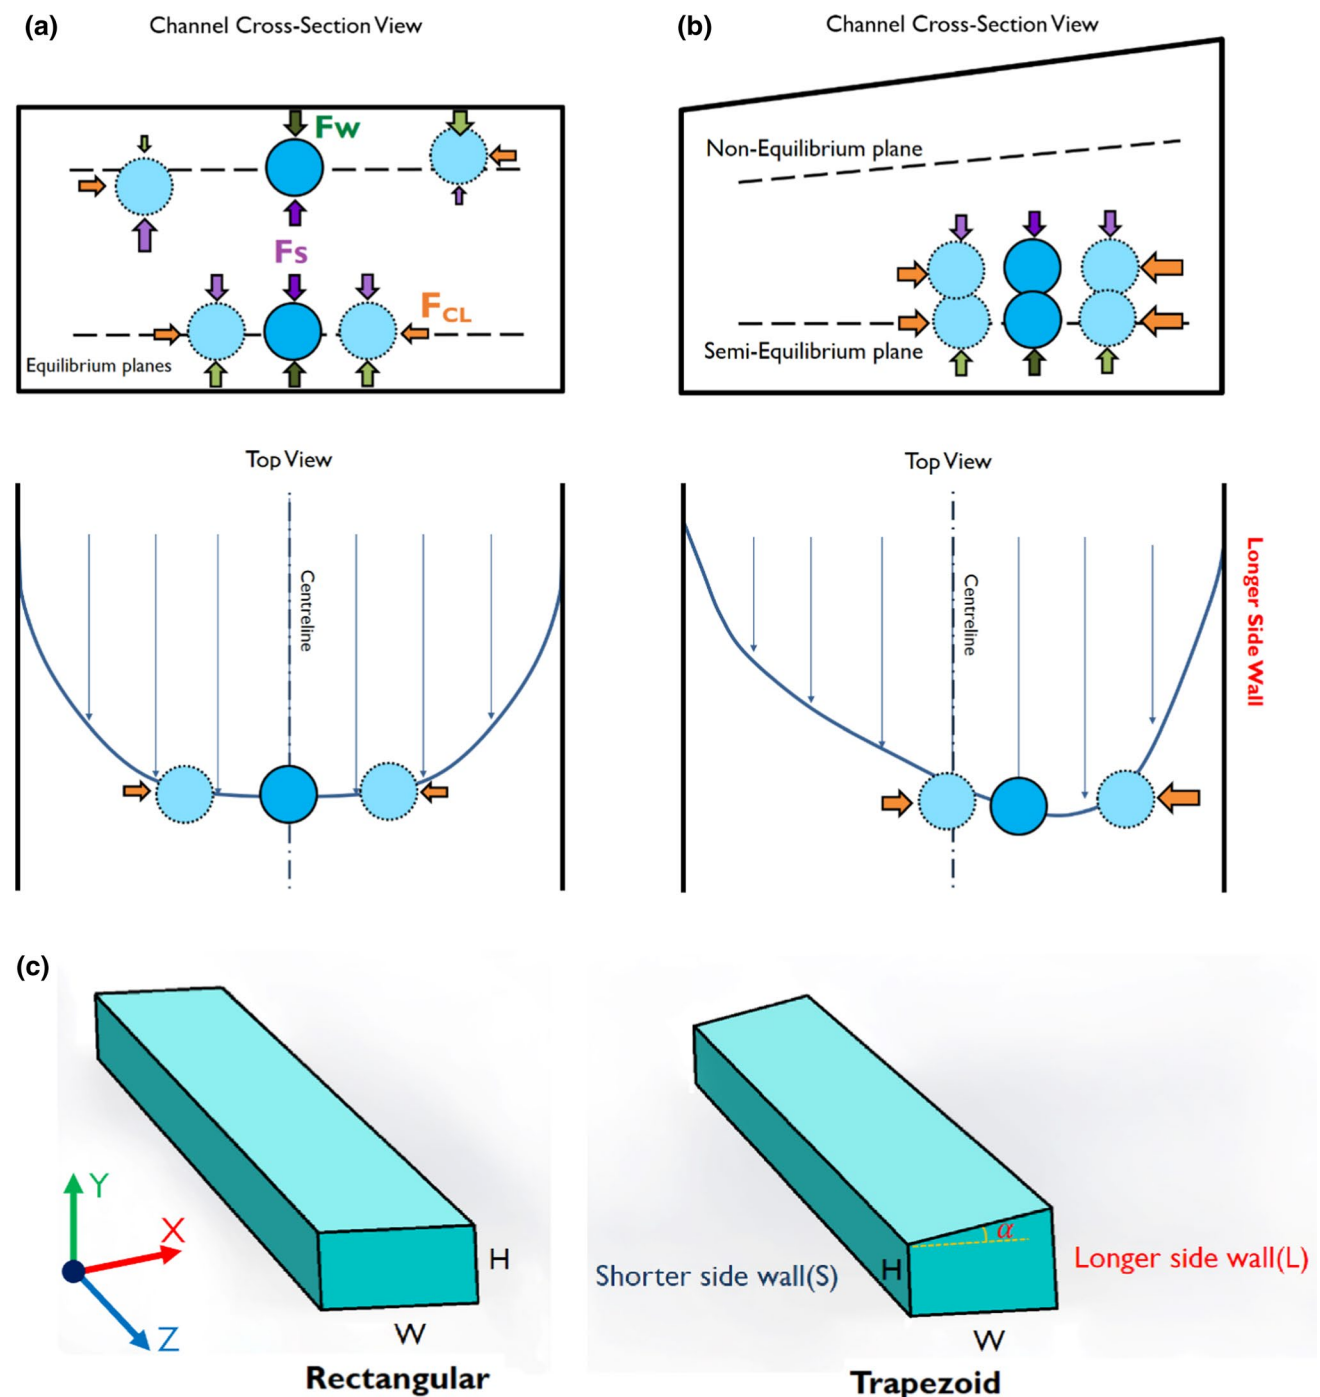 (a)
Channel Cross-Section View
Fw
Fs
FCL
Equilibrium planes
Top View
Centreline
(b)
Channel Cross-Section View
Non-Equilibrium plane
Semi-Equilibrium plane
Top View
Centreline
Longer Side Wall
(c)
Y
X
Z
H
W
Rectangular
Shorter side wall(S)
H
α
Longer side wall(L)
W
Trapezoid